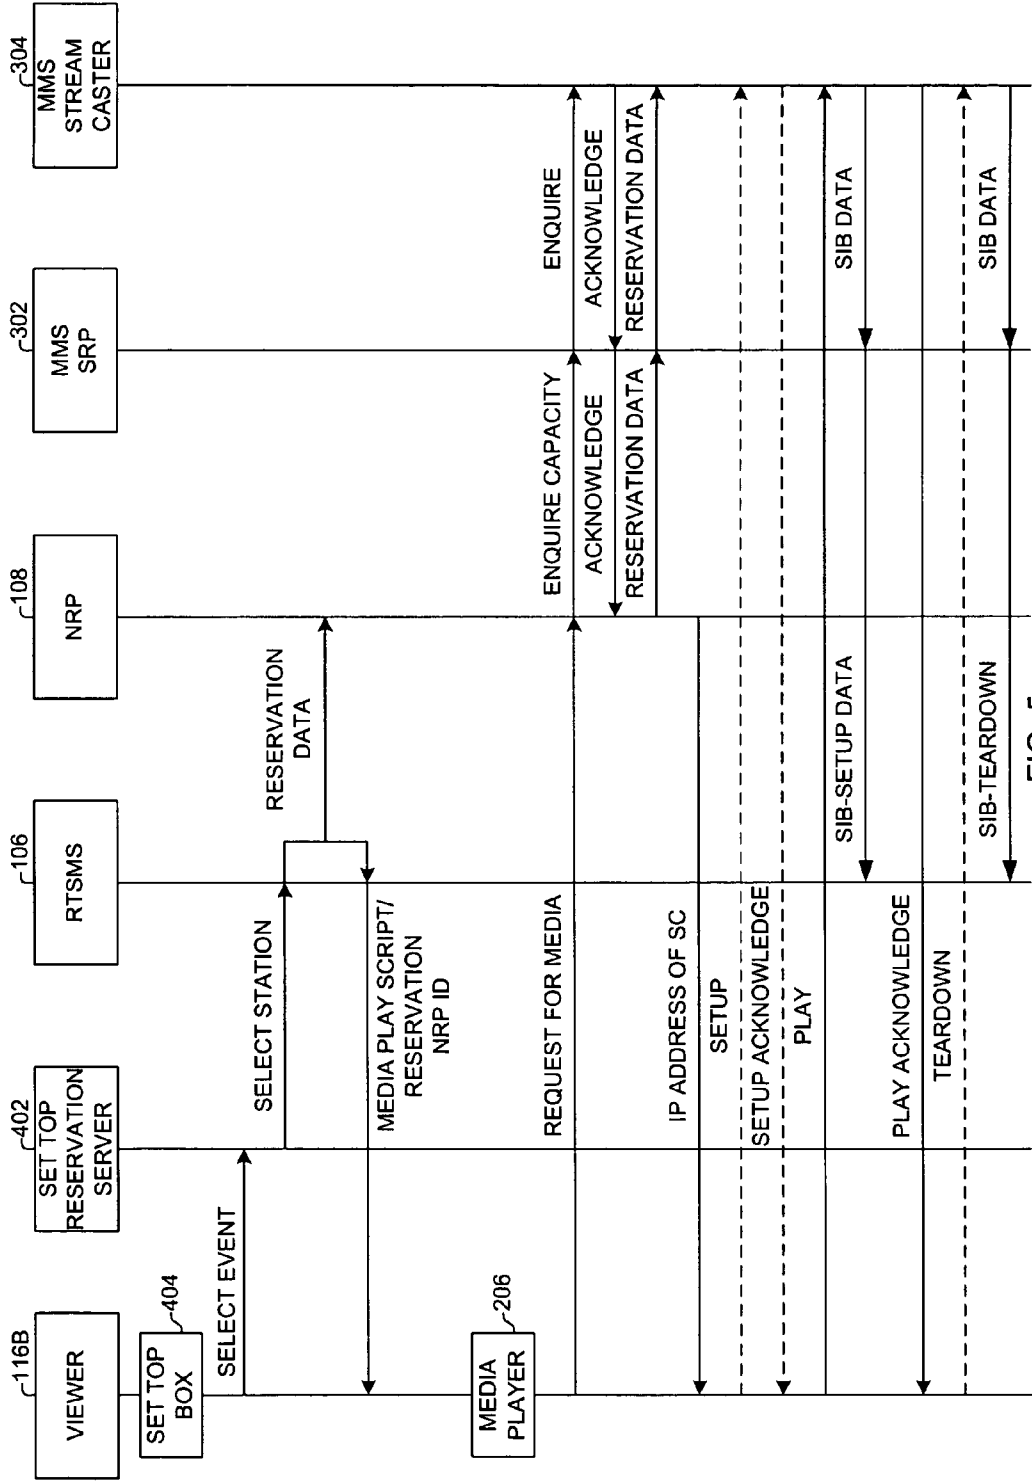 116B
VIEWER
402
SET TOP
RESERVATION
SERVER
106
RTSMS
108
NRP
302
MMS
SRP
304
MMS
STREAM
CASTER
SET TOP
BOX
404
SELECT EVENT
SELECT STATION
RESERVATION
DATA
MEDIA PLAY SCRIPT/
RESERVATION
NRP ID
MEDIA
PLAYER
206
REQUEST FOR MEDIA
ENQUIRE CAPACITY
ENQUIRE
ACKNOWLEDGE
ACKNOWLEDGE
RESERVATION DATA
RESERVATION DATA
IP ADDRESS OF SC
SETUP
SETUP ACKNOWLEDGE
PLAY
SIB-SETUP DATA
SIB DATA
PLAY ACKNOWLEDGE
TEARDOWN
SIB-TEARDOWN
SIB DATA